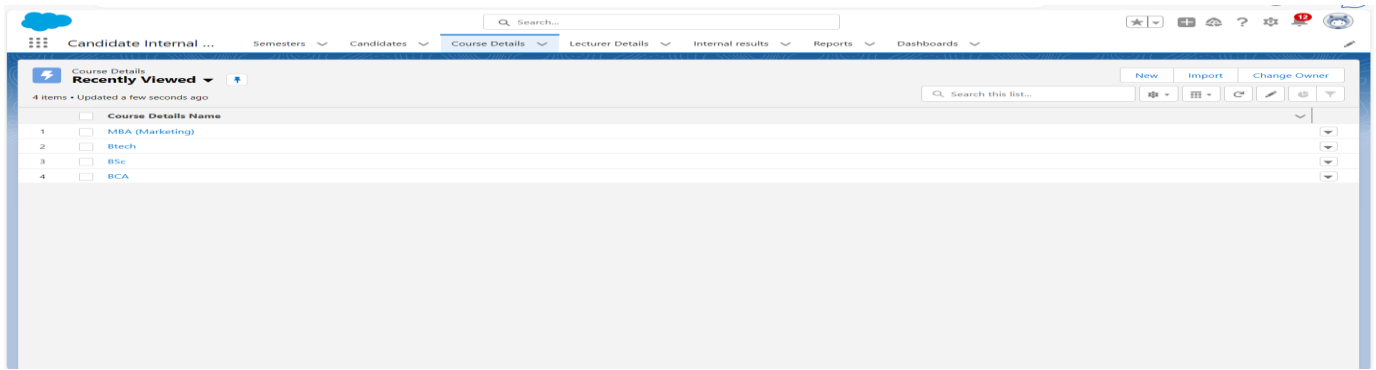 Search...
12
Candidate Internal ... Semesters Candidates Course Details Lecturer Details Internal results Reports Dashboards
Course Details
Recently Viewed
New Import Change Owner
4 items • Updated a few seconds ago
Search this list...
Course Details Name
1 MBA (Marketing)
2 Btech
3 BSc
4 BCA